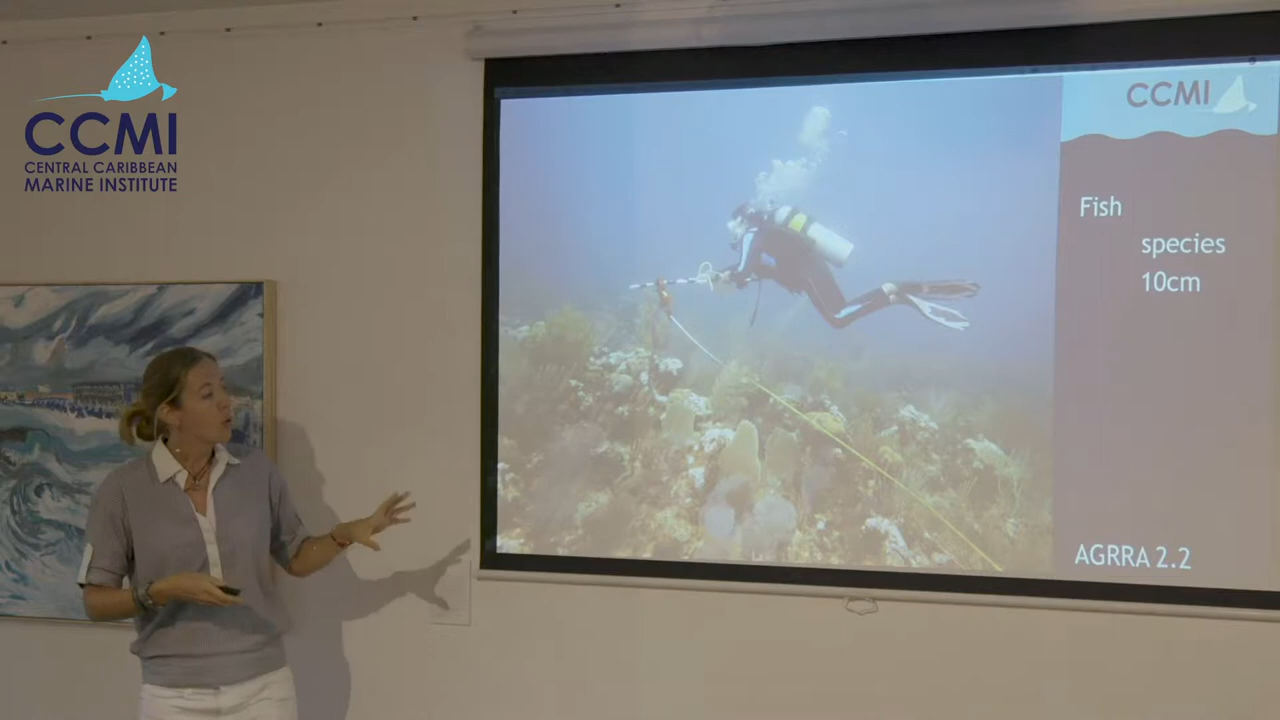 CCMI
CENTRAL CARIBBEAN
MARINE INSTITUTE
CCMI
Fish
species
10cm
AGRRA 2.2